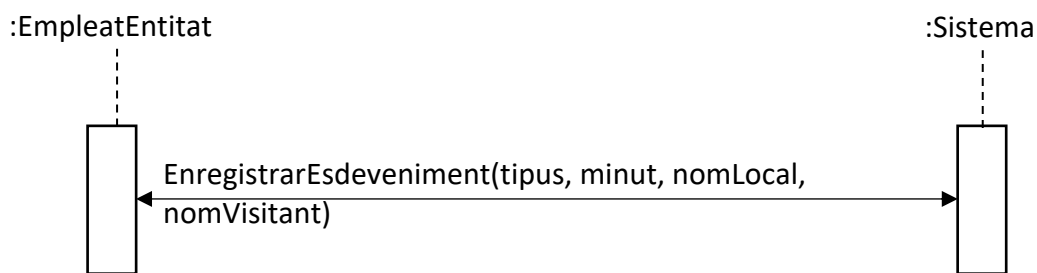 :EmpleatEntitat
:Sistema
EnregistrarEsdeveniment(tipus, minut, nomLocal,
nomVisitant)